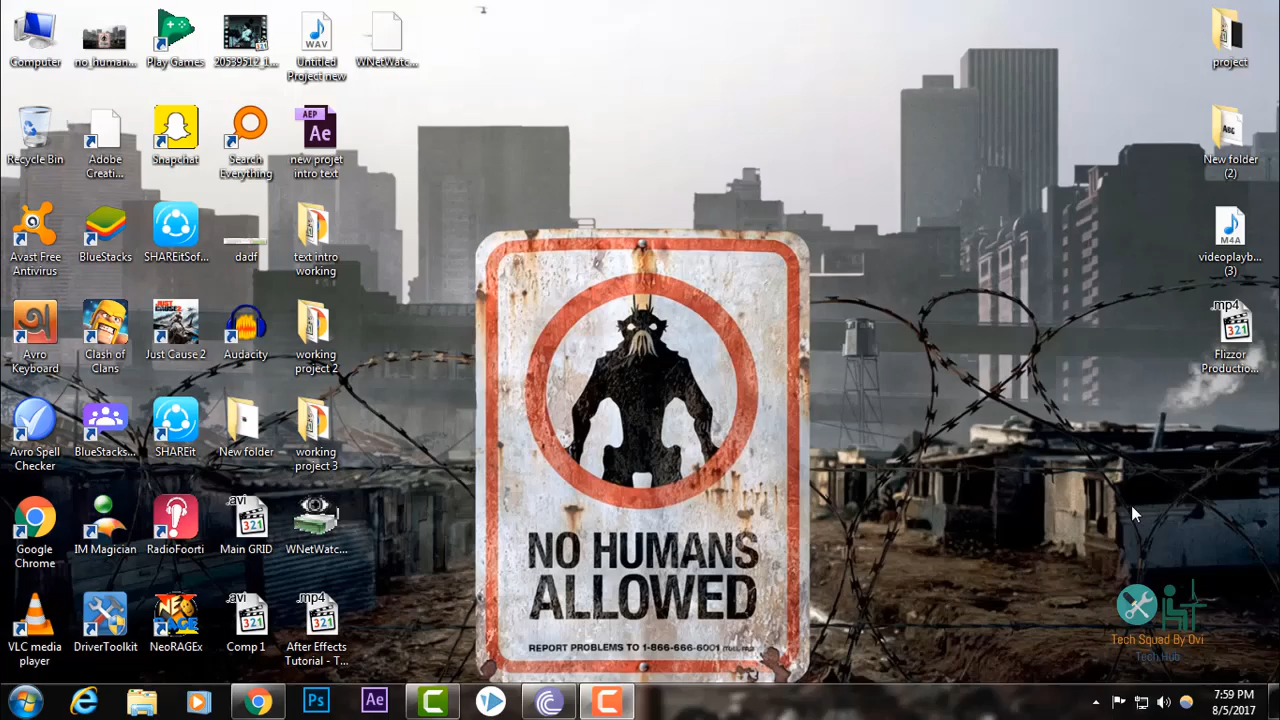 Computer
no_human...
Play Games
20539512_1...
Untitled
Project new
WNetWatc...
project
Recycle Bin
Adobe
Creati...
Snapchat
Search
Everything
AEP
Ae
new projet
intro text
New folder
(2)
Avast Free
Antivirus
BlueStacks
SHAREitSof...
dadf
text intro
working
M4A
videoplayb...
(3)
Avro
Keyboard
Clash of
Clans
Just Cause 2
Audacity
working
project 2
.mp4
Flizzor
Productio...
Avro Spell
Checker
BlueStacks...
SHAREit
New folder
working
project 3
Google
Chrome
IM Magician
RadioFoorti
.avi
Main GRID
WNetWatc...
VLC media
player
DriverToolkit
NeoRAGEx
.avi
Comp 1
.mp4
After Effects
Tutorial - T...
NO HUMANS
ALLOWED
REPORT PROBLEMS TO 1-866-666-6001
Tech Squad By Ovi
Tech Hub
Ps
Ae
7:59 PM
8/5/2017